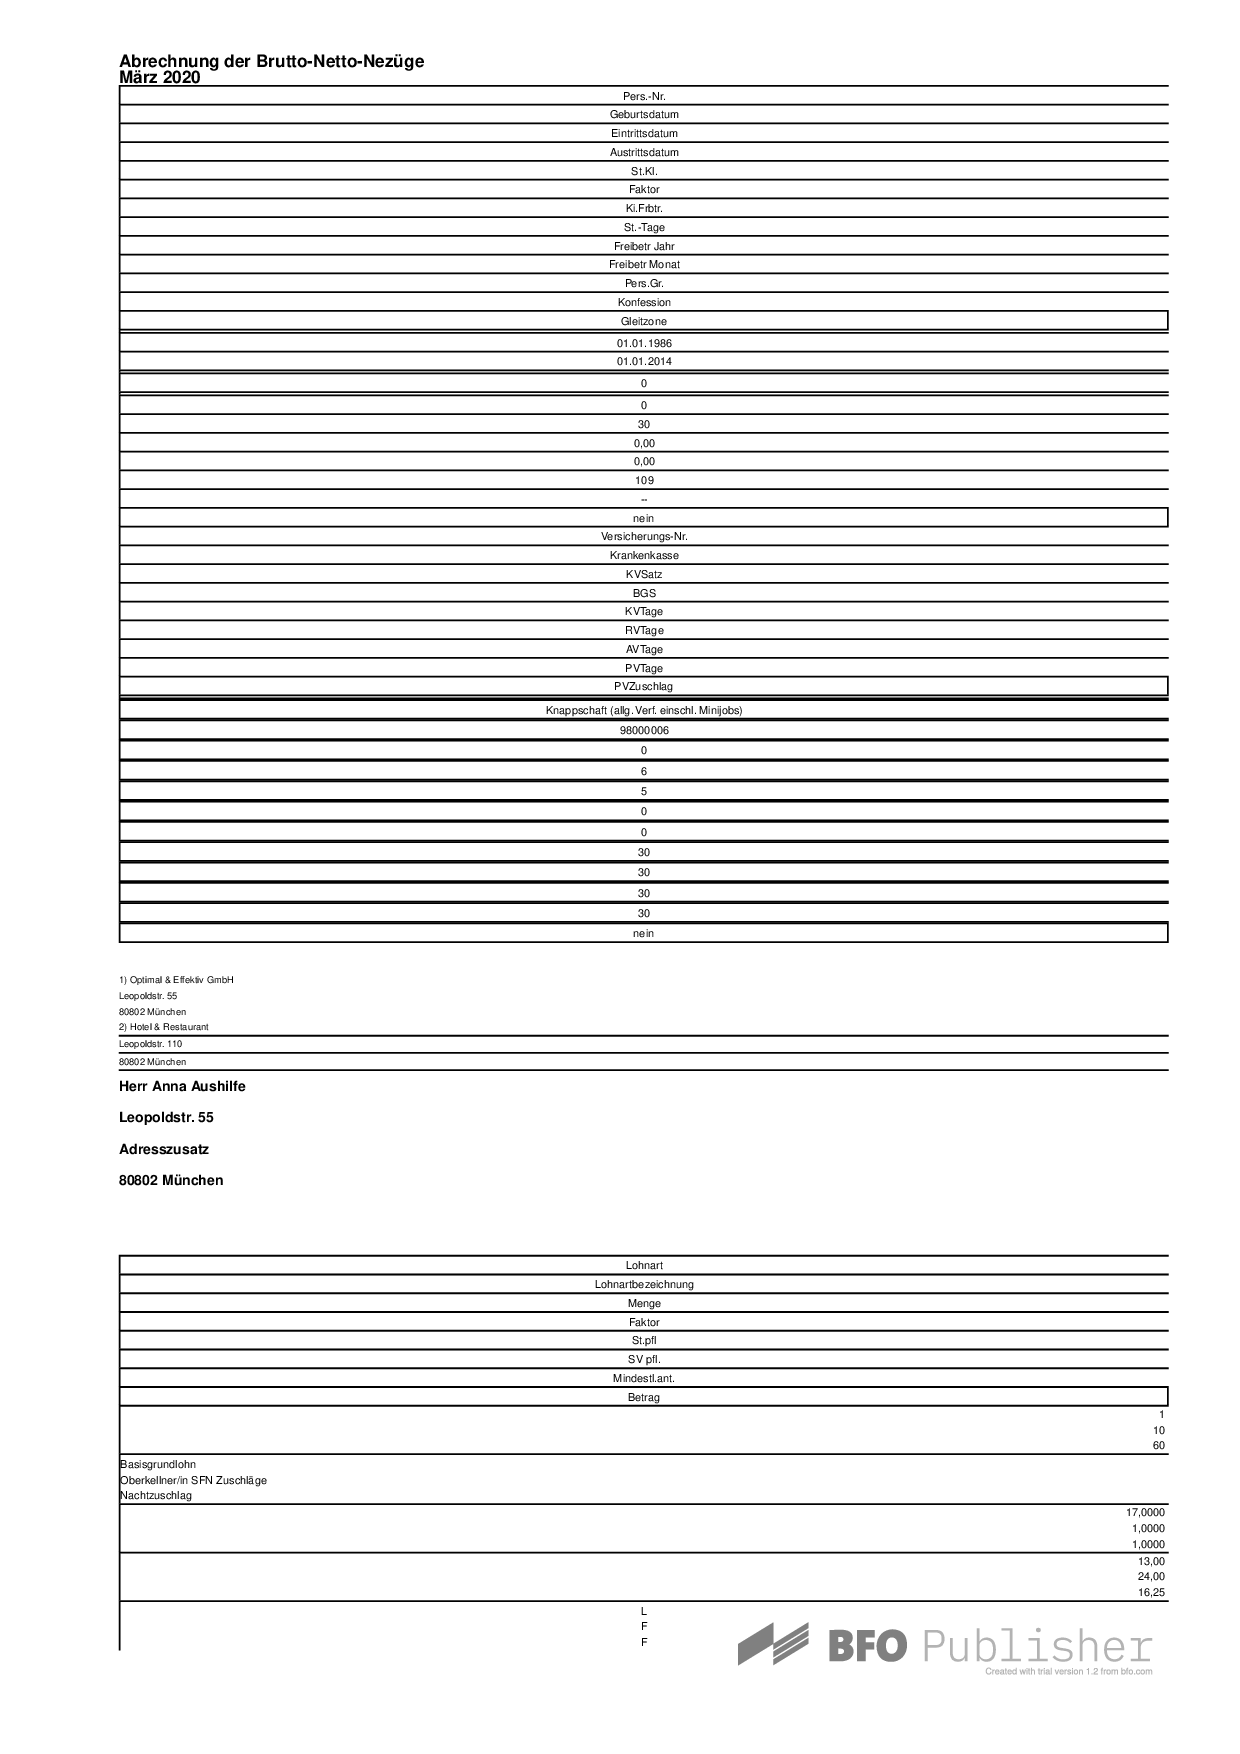 Abrechnung der Brutto-Netto-Nezüge
März 2020
Pers.-Nr.
Geburtsdatum
Eintrittsdatum
Austrittsdatum
St.Kl.
Faktor
Ki.Frbtr.
St.-Tage
Freibetr Jahr
Freibetr Monat
Pers.Gr.
Konfession
Gleitzone
01.01.1986
01.01.2014
0
0
30
0,00
0,00
109
--
nein
Versicherungs-Nr.
Krankenkasse
KVSatz
BGS
KVTage
RVTage
AVTage
PVTage
PVZuschlag
Knappschaft (allg. Verf. einschl. Minijobs)
98000006
0
6
5
0
0
30
30
30
30
nein
1) Optimal & Effektiv GmbH
Leopoldstr. 55
80802 München
2) Hotel & Restaurant
Leopoldstr. 110
80802 München
Herr Anna Aushilfe
Leopoldstr. 55
Adresszusatz
80802 München
Lohnart
Lohnartbezeichnung
Menge
Faktor
St.pfl
SV pfl.
Mindestl.ant.
Betrag
1
10
60
Basisgrundlohn
Oberkellner/in SFN Zuschläge
Nachtzuschlag
17,0000
1,0000
1,0000
13,00
24,00
16,25
L
F
F
BFO Publisher
Created with trial version 1.2 from bfo.com